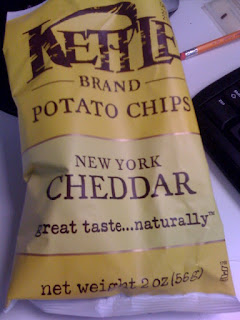 KETTLE
BRAND
POTATO CHIPS
NEW YORK
CHEDDAR
great taste...naturally™
net weight 2 oz (56g)